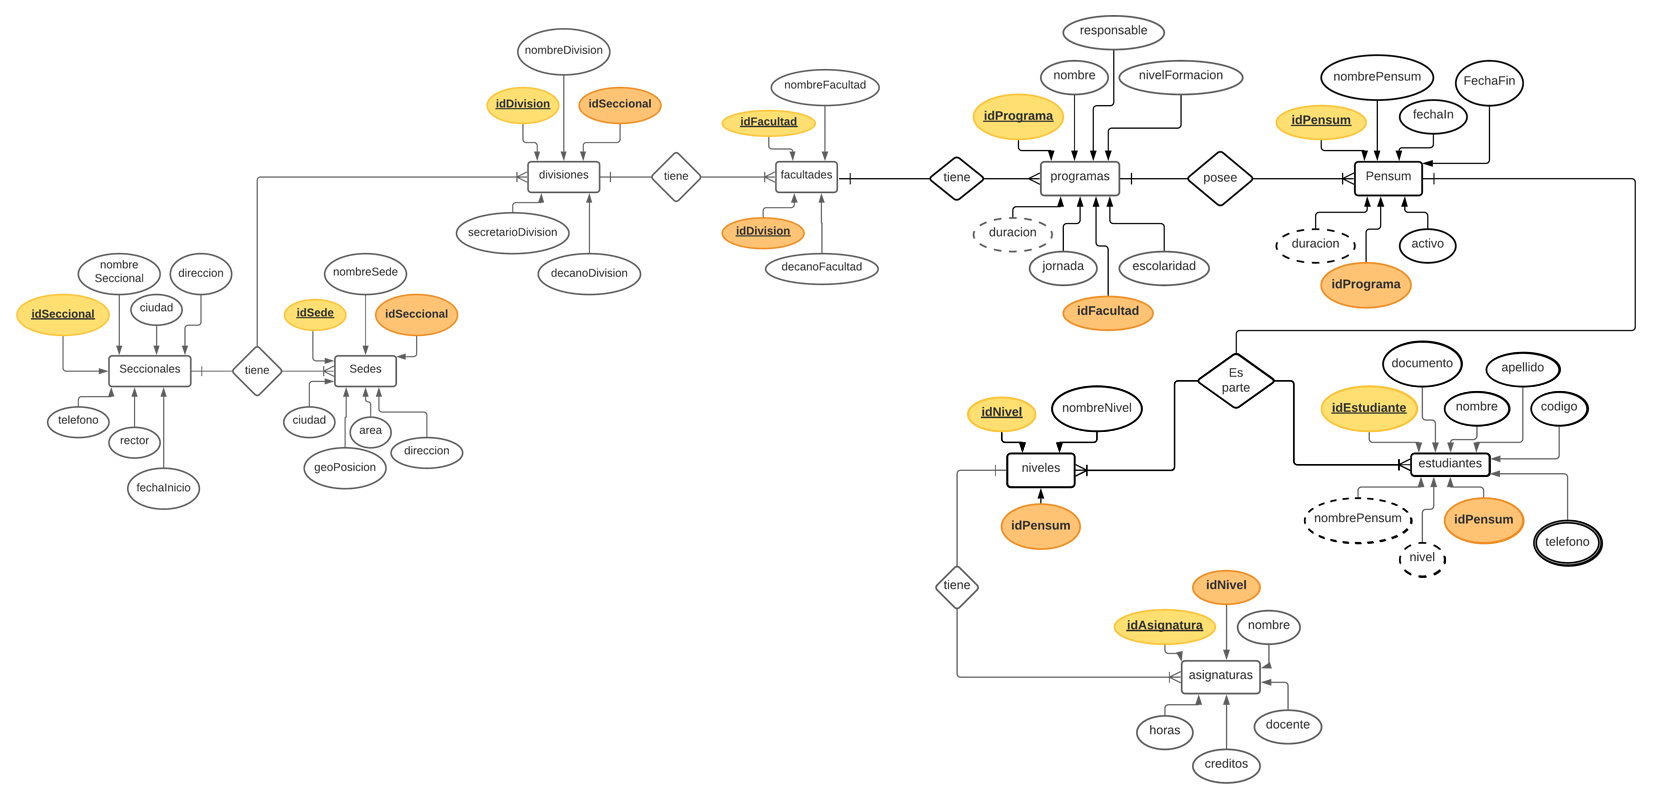 responsable
nombreDivision
nombre
nivelFormacion
nombrePensum
FechaFin
nombreFacultad
idDivision
idSeccional
idFacultad
idPrograma
idPensum
fechaIn
divisiones
tiene
facultades
tiene
programas
posee
Pensum
secretarioDivision
idDivision
duracion
duracion
activo
decanoDivision
decanoFacultad
jornada
escolaridad
idPrograma
idFacultad
nombre
Seccional
direccion
nombreSede
ciudad
idSeccional
idSede
idSeccional
Seccionales
tiene
Sedes
telefono
rector
ciudad
area
direccion
geoPosicion
fechaInicio
Es
parte
documento
apellido
idNivel
nombreNivel
idEstudiante
nombre
codigo
niveles
estudiantes
idPensum
nombrePensum
idPensum
nivel
telefono
tiene
idNivel
idAsignatura
nombre
asignaturas
horas
docente
creditos